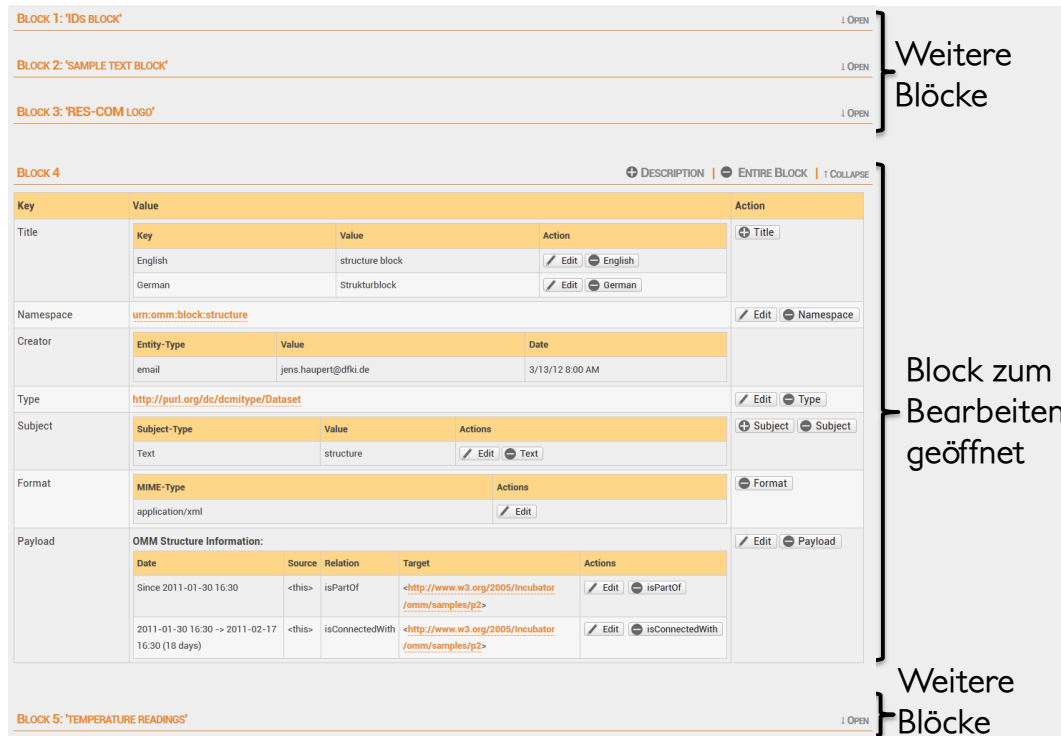 BLOCK 1: 'IDS BLOCK' ↓ OPEN
BLOCK 2: 'SAMPLE TEXT BLOCK' ↓ OPEN
BLOCK 3: 'RES-COM LOGO' ↓ OPEN
Weitere
Blöcke
BLOCK 4 DESCRIPTION | ENTIRE BLOCK | ↑ COLLAPSE
Key Value Action
Title Key Value Action Title
English structure block Edit English
German Strukturblock Edit German
Namespace urn:omm:block:structure Edit Namespace
Creator Entity-Type Value Date
email jens.haupert@dfki.de 3/13/12 8:00 AM
Type http://purl.org/dc/dcmitype/Dataset Edit Type
Subject Subject-Type Value Actions Subject Subject
Text structure Edit Text
Format MIME-Type Actions Format
application/xml Edit
Payload OMM Structure Information: Edit Payload
Date Source Relation Target Actions
Since 2011-01-30 16:30 <this> isPartOf <http://www.w3.org/2005/Incubator Edit isPartOf
/omm/samples/p2>
2011-01-30 16:30 -> 2011-02-17 <this> isConnectedWith <http://www.w3.org/2005/Incubator Edit isConnectedWith
16:30 (18 days) /omm/samples/p2>
Block zum
Bearbeiten
geöffnet
BLOCK 5: 'TEMPERATURE READINGS' ↓ OPEN
Weitere
Blöcke